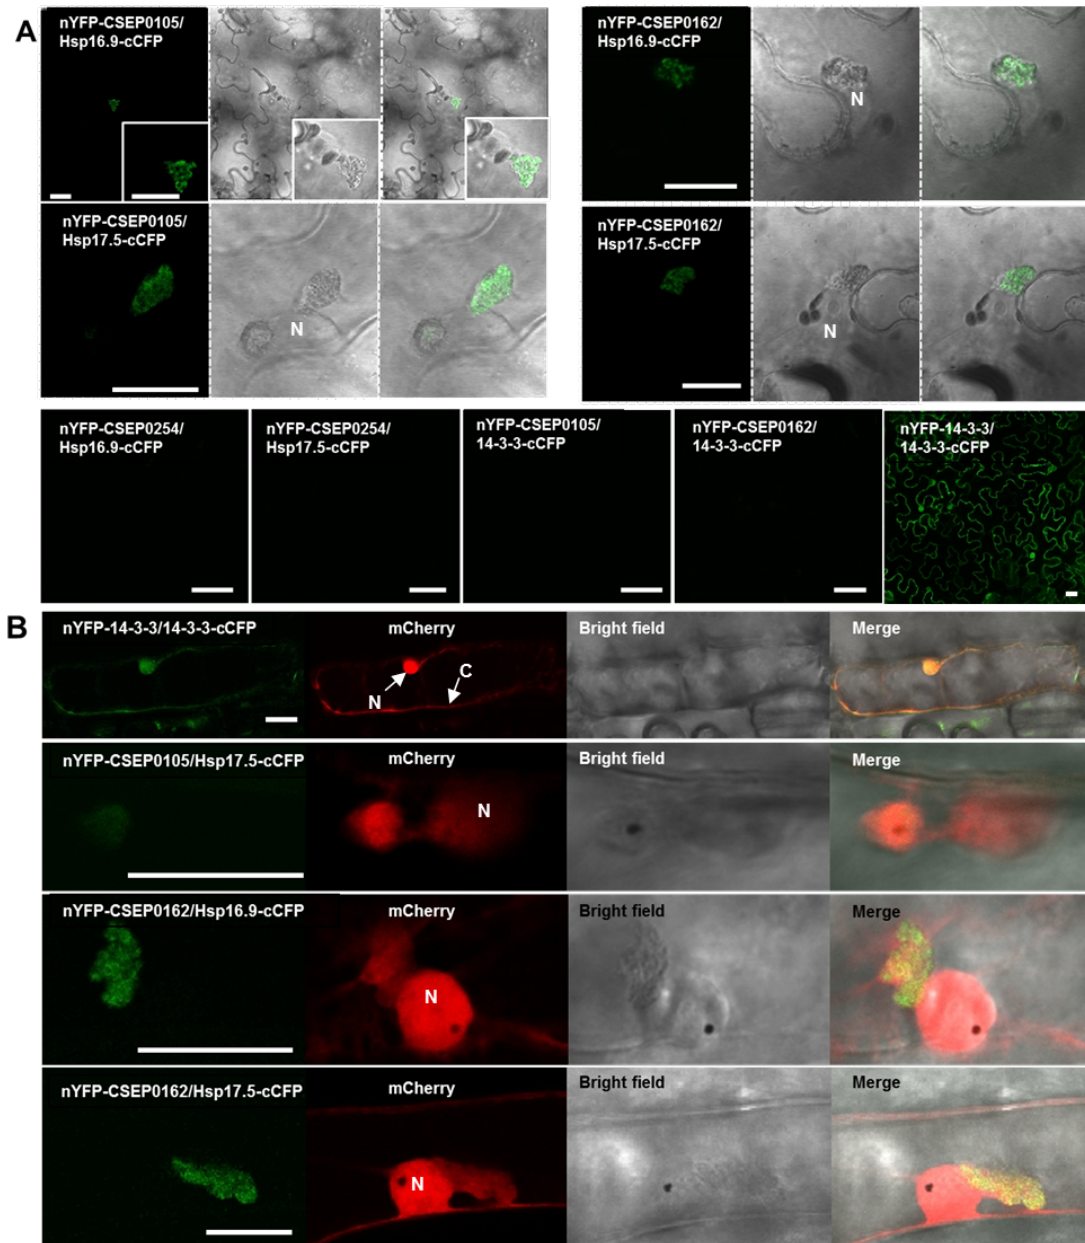 A
nYFP-CSEP0105/
Hsp16.9-cCFP
nYFP-CSEP0162/
Hsp16.9-cCFP
N
nYFP-CSEP0105/
Hsp17.5-cCFP
N
nYFP-CSEP0162/
Hsp17.5-cCFP
N
nYFP-CSEP0254/
Hsp16.9-cCFP
nYFP-CSEP0254/
Hsp17.5-cCFP
nYFP-CSEP0105/
14-3-3-cCFP
nYFP-CSEP0162/
14-3-3-cCFP
nYFP-14-3-3/
14-3-3-cCFP
B
nYFP-14-3-3/14-3-3-cCFP
mCherry
N
C
Bright field
Merge
nYFP-CSEP0105/Hsp17.5-cCFP
mCherry
N
Bright field
Merge
nYFP-CSEP0162/Hsp16.9-cCFP
mCherry
N
Bright field
Merge
nYFP-CSEP0162/Hsp17.5-cCFP
mCherry
N
Bright field
Merge